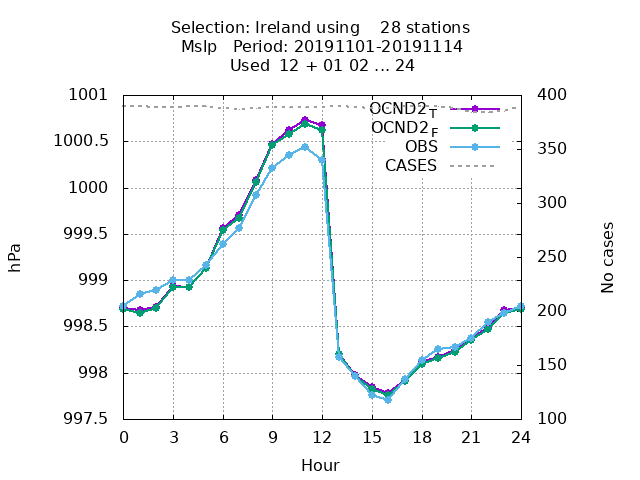 Selection: Ireland using    28 stations
Mslp   Period: 20191101-20191114
Used  12 + 01 02 ... 24
1001
1000.5
1000
999.5
999
998.5
998
997.5
hPa
400
350
300
250
200
150
100
No cases
OCND2 T
OCND2 F
OBS
CASES
0 3 6 9 12 15 18 21 24
Hour